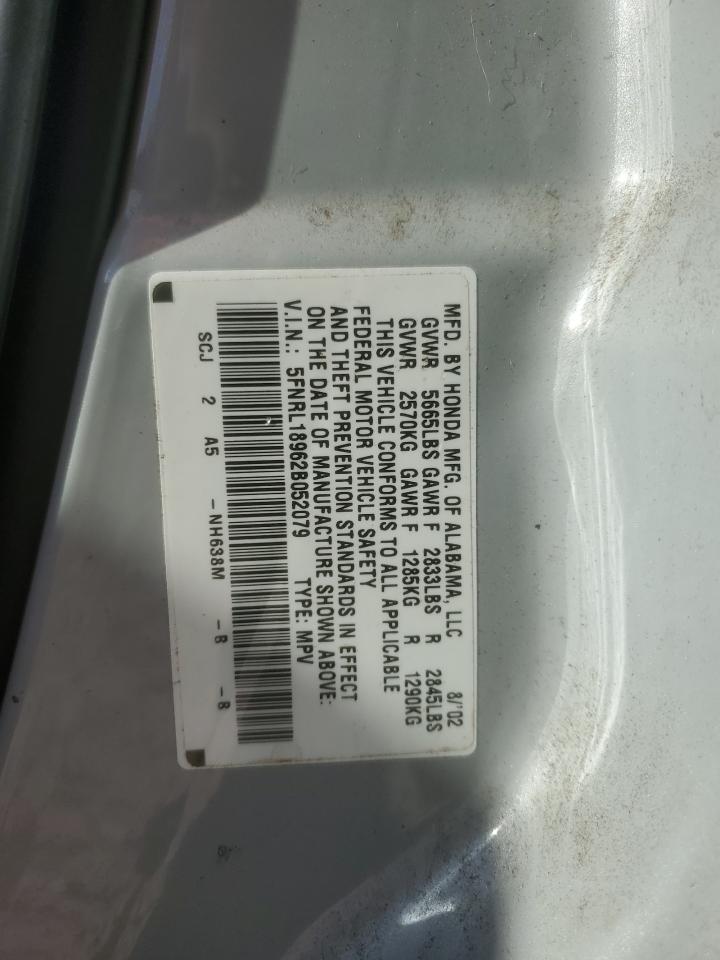 MFD. BY HONDA MFG. OF ALABAMA, LLC 8/'02
GVWR 5665LBS GAWR F 2833LBS R 2845LBS
GVWR 2570KG GAWR F 1285KG R 1290KG
THIS VEHICLE CONFORMS TO ALL APPLICABLE
FEDERAL MOTOR VEHICLE SAFETY
AND THEFT PREVENTION STANDARDS IN EFFECT
ON THE DATE OF MANUFACTURE SHOWN ABOVE.
V.I.N.: 5FNRL18962B052079 TYPE: MPV
SCJ 2 A5 -NH638M -B -B